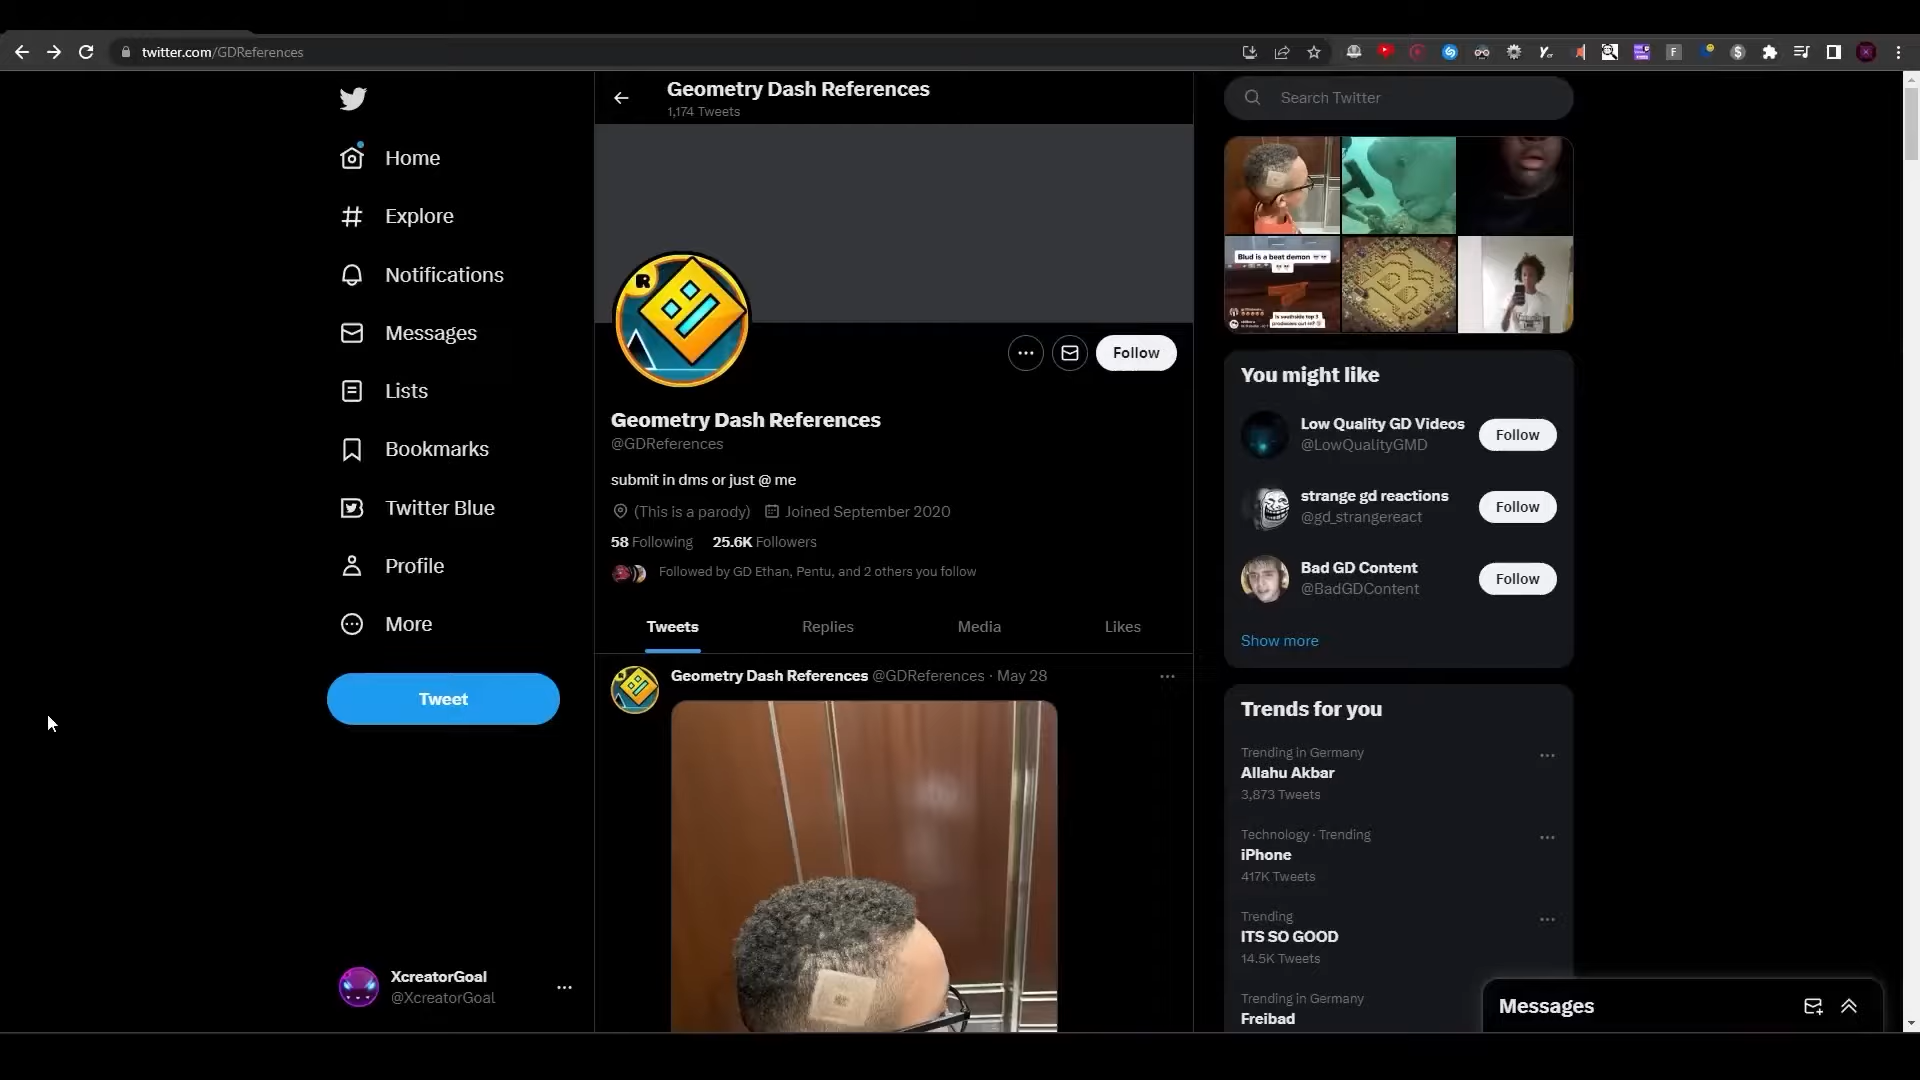 twitter.com/GDReferences
Geometry Dash References
1,174 Tweets
Search Twitter
Home
Explore
Notifications
Messages
Lists
Bookmarks
Twitter Blue
Profile
More
Tweet
XcreatorGoal
@XcreatorGoal
R
Follow
Geometry Dash References
@GDReferences
submit in dms or just @ me
(This is a parody)
Joined September 2020
58 Following
25.6K Followers
Followed by GD Ethan, Pentu, and 2 others you follow
Tweets
Replies
Media
Likes
Geometry Dash References @GDReferences · May 28
Blud is a beat demon
You might like
Low Quality GD Videos
@LowQualityGMD
Follow
strange gd reactions
@gd_strangereact
Follow
Bad GD Content
@BadGDContent
Follow
Show more
Trends for you
Trending in Germany
Allahu Akbar
3,873 Tweets
Technology · Trending
iPhone
417K Tweets
Trending
ITS SO GOOD
14.5K Tweets
Trending in Germany
Freibad
Messages